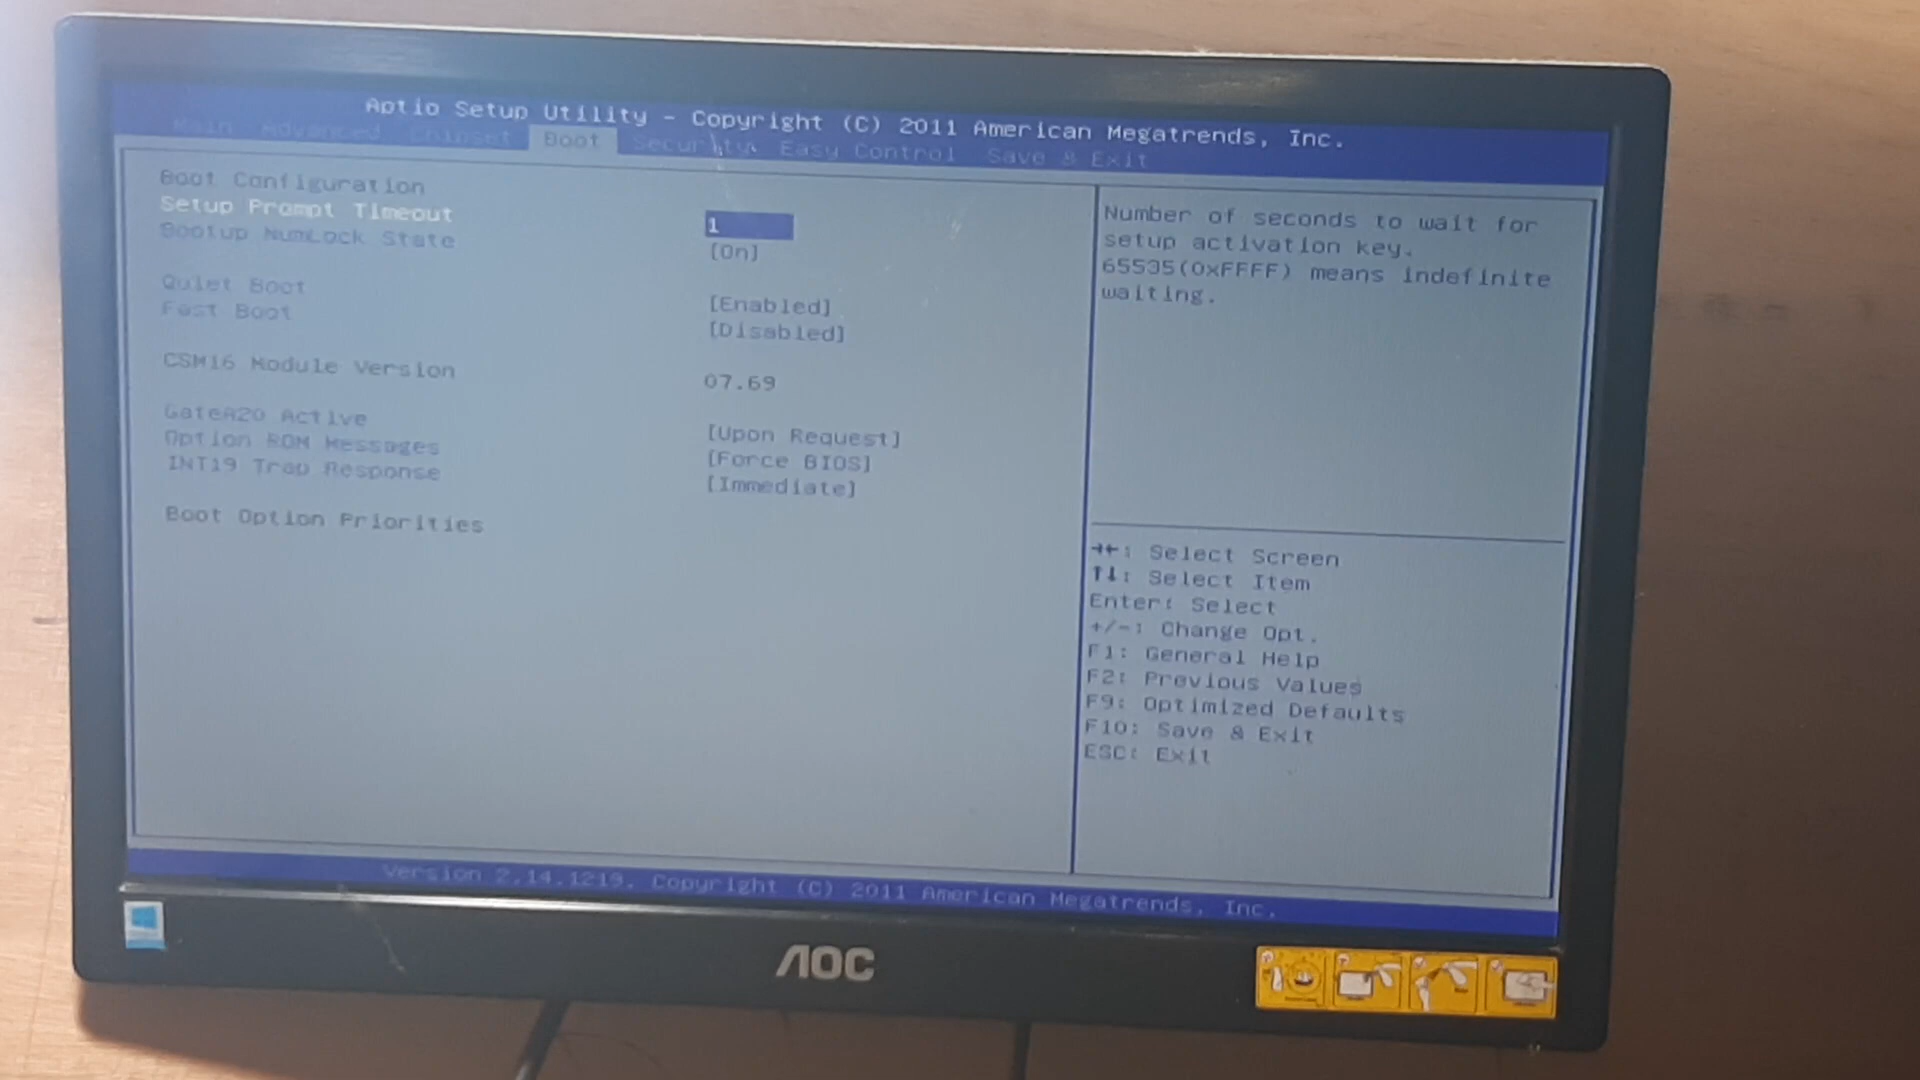 Aptio Setup Utility - Copyright (C) 2011 American Megatrends, Inc.
Main Advanced Chipset Boot Security Easy Control Save & Exit
Boot Configuration
Setup Prompt Timeout 1
Bootup NumLock State [On]
Quiet Boot [Enabled]
Fast Boot [Disabled]
CSM16 Module Version 07.69
GateA20 Active [Upon Request]
Option ROM Messages [Force BIOS]
INT19 Trap Response [Immediate]
Boot Option Priorities
Number of seconds to wait for
setup activation key.
65535(0xFFFF) means indefinite
waiting.
→←: Select Screen
↑↓: Select Item
Enter: Select
+/-: Change Opt.
F1: General Help
F2: Previous Values
F9: Optimized Defaults
F10: Save & Exit
ESC: Exit
Version 2.14.1219. Copyright (C) 2011 American Megatrends, Inc.
AOC